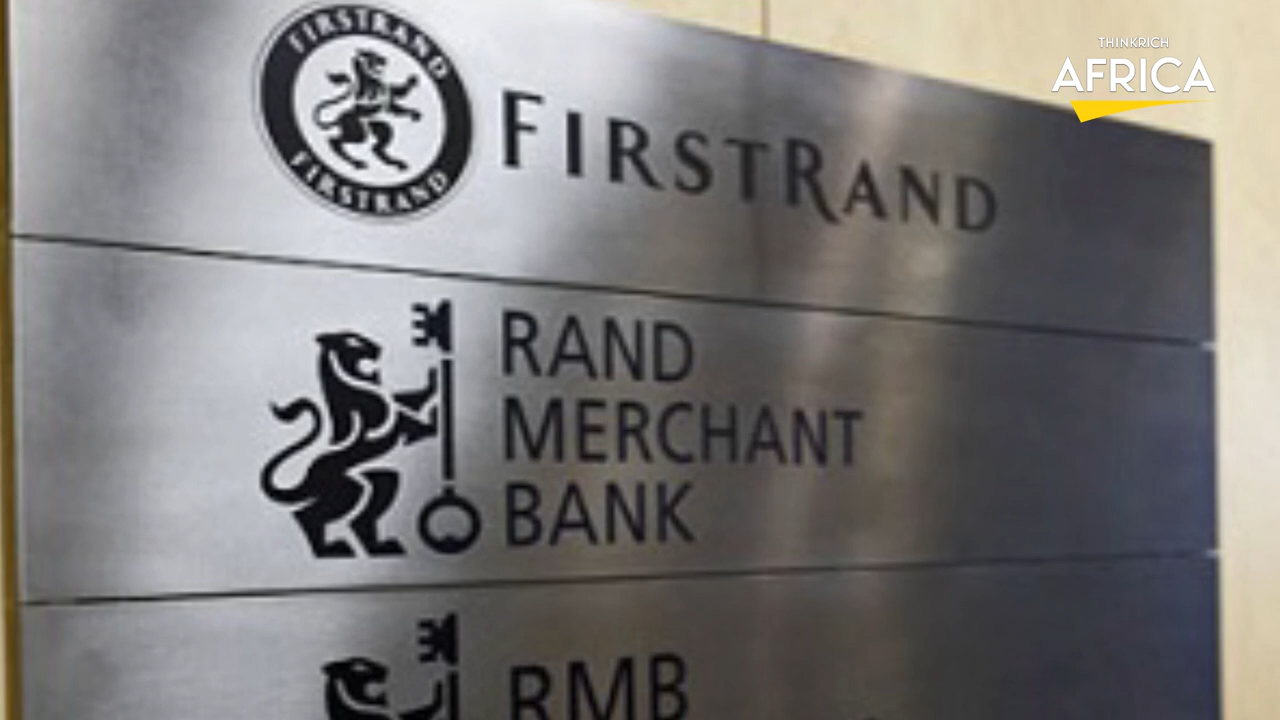 THINKRICH
AFRICA
FIRSTRAND
FIRSTRAND
FIRSTRAND
RAND
MERCHANT
BANK
RMB